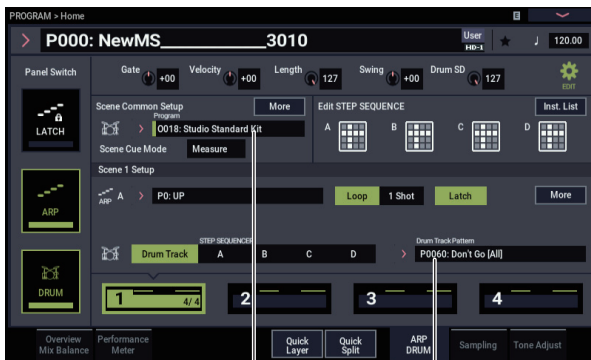 PROGRAM > Home
E
P000: NewMS__________3010
User
HD-1
♩ 120.00
Panel Switch
Gate +00
Velocity +00
Length 127
Swing +00
Drum SD 127
EDIT
LATCH
Scene Common Setup
More
Program
O018: Studio Standard Kit
Scene Cue Mode
Measure
Edit STEP SEQUENCE
Inst. List
A
B
C
D
Scene 1 Setup
ARP
ARP A
P0: UP
Loop
1 Shot
Latch
More
STEP SEQUENCER
Drum Track
A
B
C
D
Drum Track Pattern
P0060: Don't Go [All]
DRUM
1
4/4
2
3
4
Overview
Mix Balance
Performance
Meter
Quick
Layer
Quick
Split
ARP
DRUM
Sampling
Tone Adjust